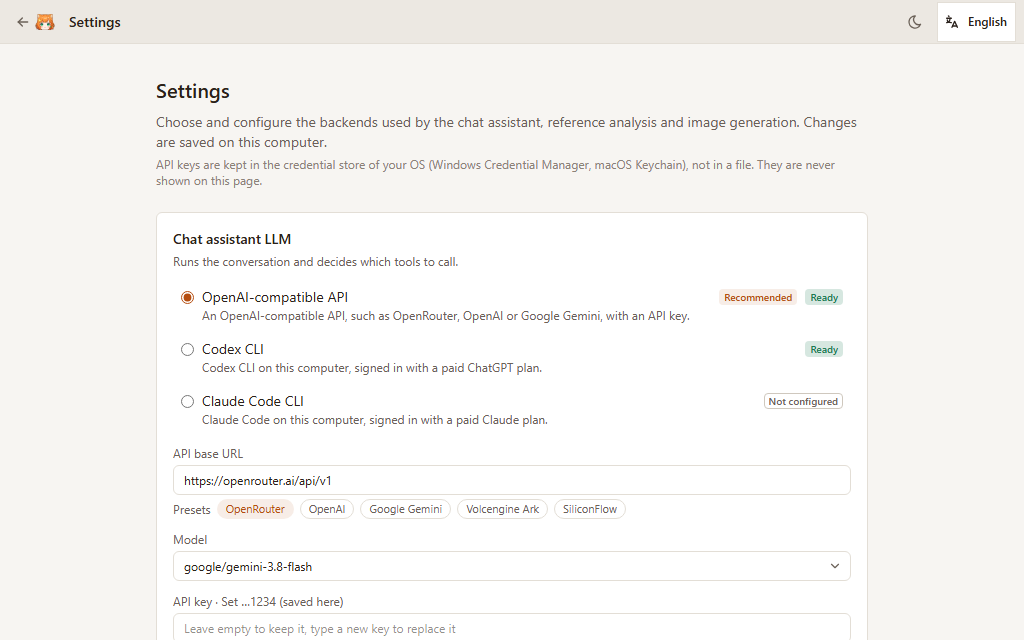 Settings
English
Settings
Choose and configure the backends used by the chat assistant, reference analysis and image generation. Changes
are saved on this computer.
API keys are kept in the credential store of your OS (Windows Credential Manager, macOS Keychain), not in a file. They are never
shown on this page.
Chat assistant LLM
Runs the conversation and decides which tools to call.
OpenAI-compatible API Recommended Ready
An OpenAI-compatible API, such as OpenRouter, OpenAI or Google Gemini, with an API key.
Codex CLI Ready
Codex CLI on this computer, signed in with a paid ChatGPT plan.
Claude Code CLI Not configured
Claude Code on this computer, signed in with a paid Claude plan.
API base URL
https://openrouter.ai/api/v1
Presets OpenRouter OpenAI Google Gemini Volcengine Ark SiliconFlow
Model
google/gemini-3.8-flash
API key · Set ...1234 (saved here)
Leave empty to keep it, type a new key to replace it